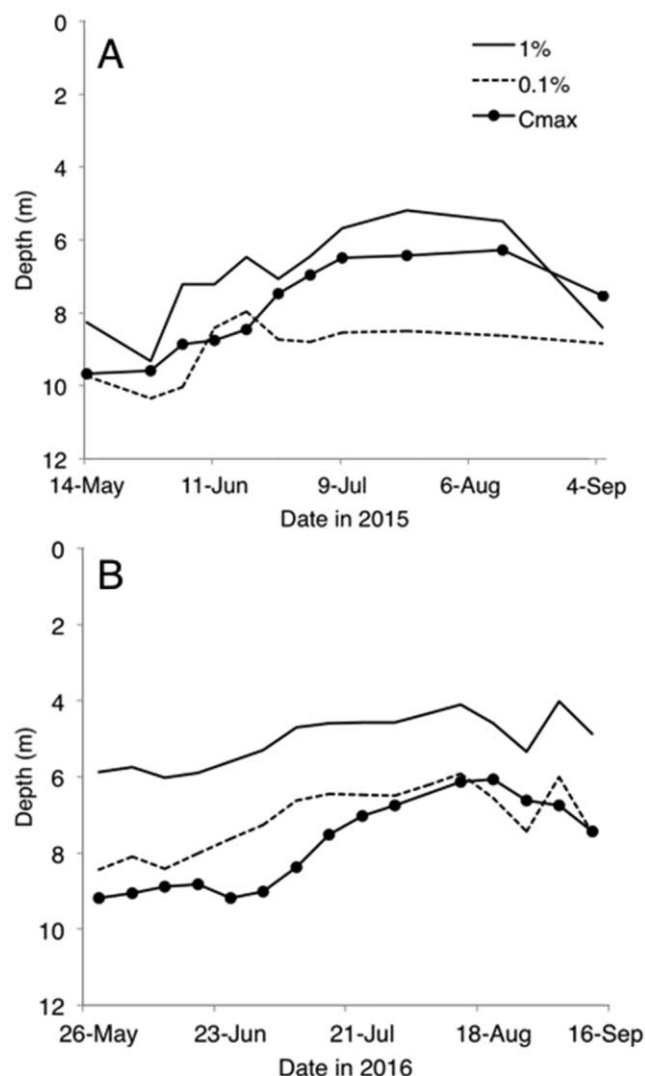 0
A
1%
2
0.1%
Cmax
4
Depth (m)
6
8
10
12
14-May 11-Jun 9-Jul 6-Aug 4-Sep
Date in 2015
0
B
2
4
Depth (m)
6
8
10
12
26-May 23-Jun 21-Jul 18-Aug 16-Sep
Date in 2016